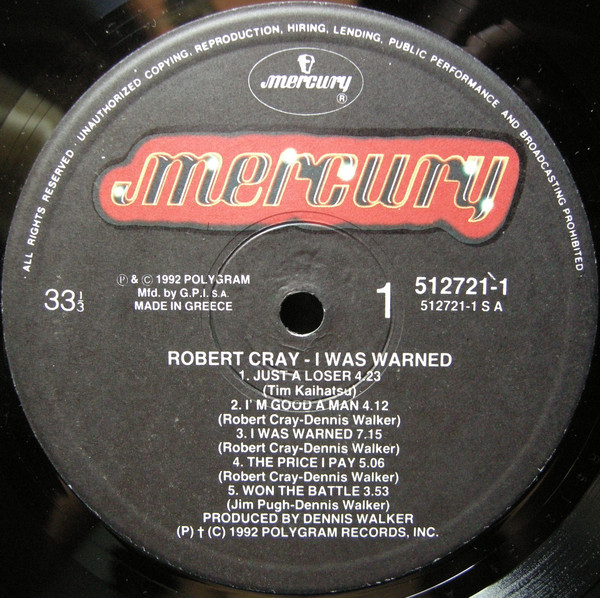 · ALL RIGHTS RESERVED · UNAUTHORIZED COPYING, REPRODUCTION, HIRING, LENDING, PUBLIC PERFORMANCE AND BROADCASTING PROHIBITED ·
mercury
®
mercury
℗ & © 1992 POLYGRAM
Mfd. by G.P.I. S.A.
MADE IN GREECE
33 1/3
1
512721-1
512721-1 S A
ROBERT CRAY - I WAS WARNED
1. JUST A LOSER 4.23
(Tim Kaihatsu)
2. I'M GOOD A MAN 4.12
(Robert Cray-Dennis Walker)
3. I WAS WARNED 7.15
(Robert Cray-Dennis Walker)
4. THE PRICE I PAY 5.06
(Robert Cray-Dennis Walker)
5. WON THE BATTLE 3.53
(Jim Pugh-Dennis Walker)
PRODUCED BY DENNIS WALKER
(P) † (C) 1992 POLYGRAM RECORDS, INC.